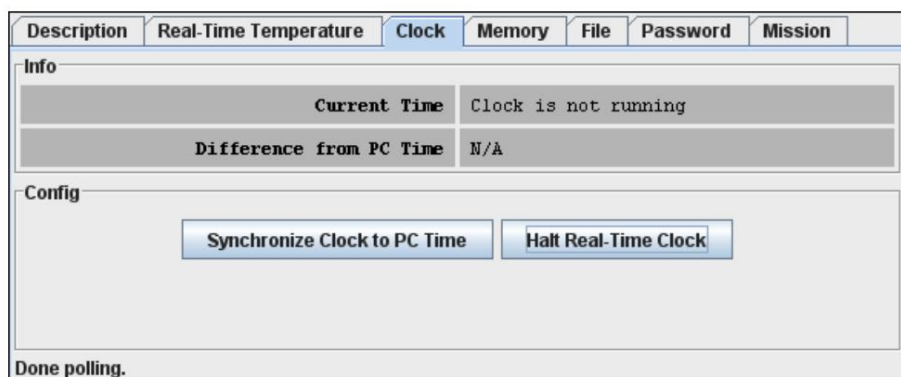 Description Real-Time Temperature Clock Memory File Password Mission
Info
Current Time Clock is not running
Difference from PC Time N/A
Config
Synchronize Clock to PC Time Halt Real-Time Clock
Done polling.